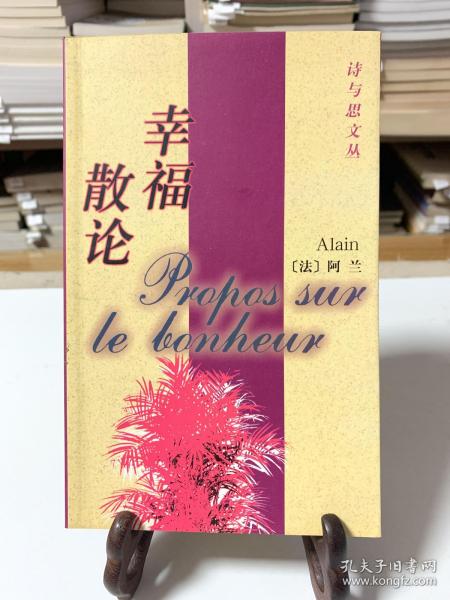 诗与思文丛
幸福
散论
Alain
〔法〕阿 兰
Propos sur
le bonheur
孔夫子旧书网
www.kongfz.com